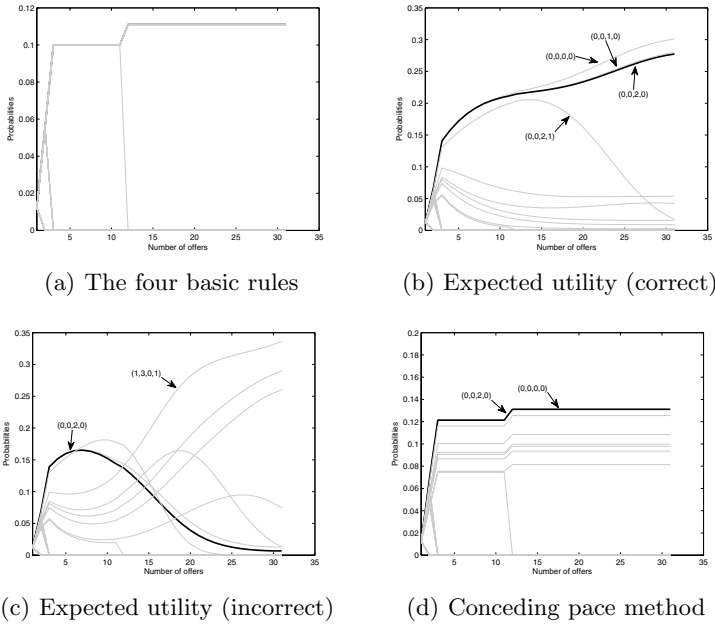 0.12
0.1
0.08
0.06
0.04
0.02
0
Probabilities
5 10 15 20 25 30 35
Number of offers
(a) The four basic rules
0.35
0.3
0.25
0.2
0.15
0.1
0.05
0
Probabilities
(0,0,1,0)
(0,0,0,0)
(0,0,2,0)
(0,0,2,1)
5 10 15 20 25 30 35
Number of offers
(b) Expected utility (correct)
0.35
0.3
0.25
0.2
0.15
0.1
0.05
0
Probabilities
(1,3,0,1)
(0,0,2,0)
5 10 15 20 25 30 35
Number of offers
(c) Expected utility (incorrect)
0.2
0.18
0.16
0.14
0.12
0.1
0.08
0.06
0.04
0.02
0
Probabilities
(0,0,2,0) (0,0,0,0)
5 10 15 20 25 30 35
Number of offers
(d) Conceding pace method